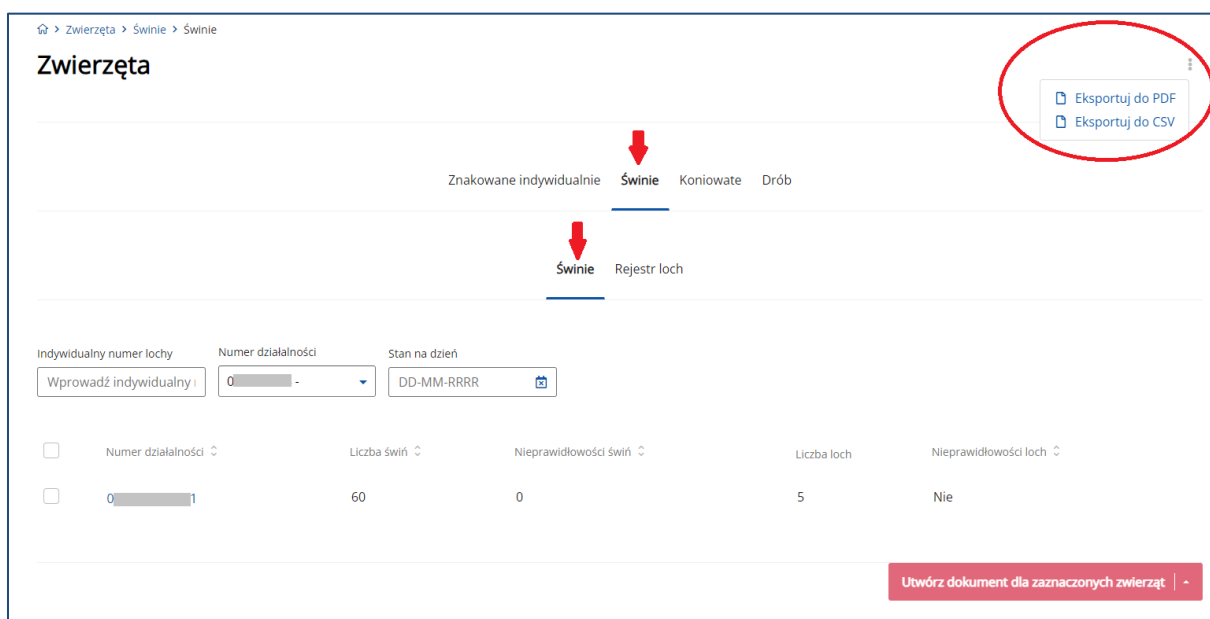 Zwierzęta > Świnie > Świnie
Zwierzęta
Eksportuj do PDF
Eksportuj do CSV
Znakowane indywidualnie Świnie Koniowate Drób
Świnie Rejestr loch
Indywidualny numer lochy Numer działalności Stan na dzień
Wprowadź indywidualny 0 - DD-MM-RRRR
Numer działalności Liczba świń Nieprawidłowości świń Liczba loch Nieprawidłowości loch
0 1 60 0 5 Nie
Utwórz dokument dla zaznaczonych zwierząt